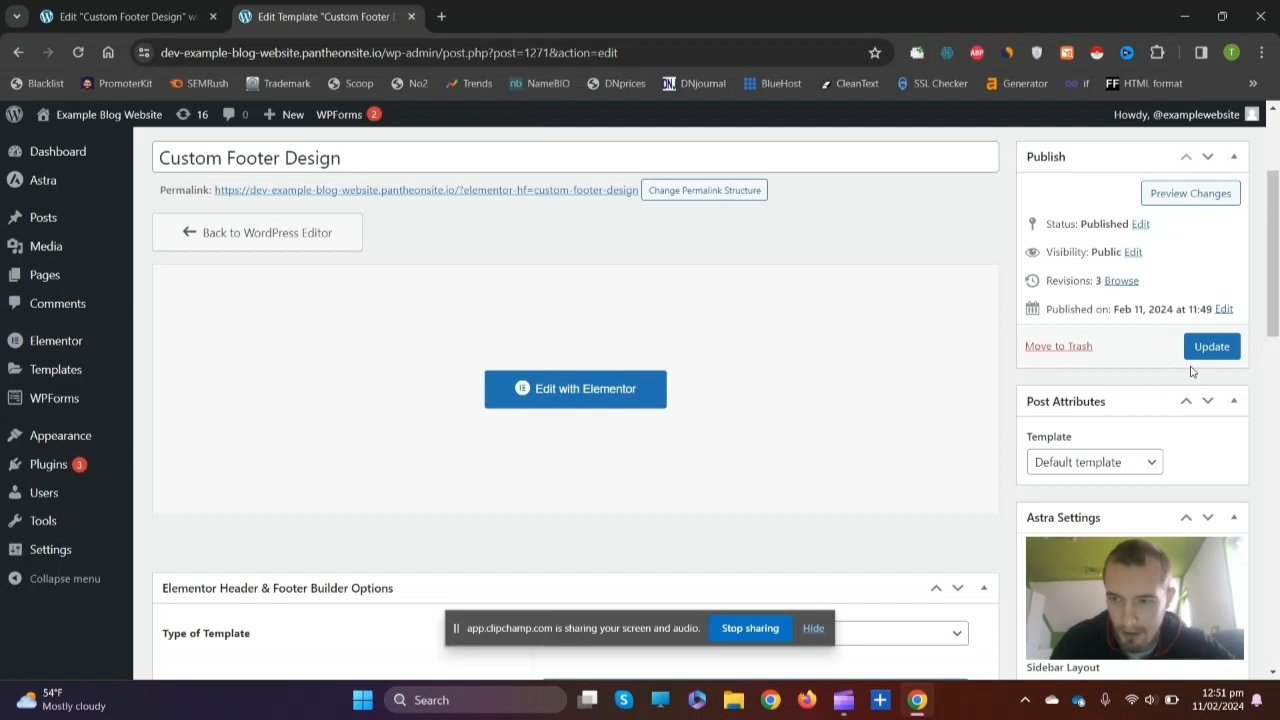 Edit "Custom Footer Design" w
Edit Template "Custom Footer
dev-example-blog-website.pantheonsite.io/wp-admin/post.php?post=1271&action=edit
ABP
T
Blacklist PromoterKit SEMRush Trademark Scoop No2 Trends nb NameBIO DNprices DNjournal BlueHost CleanText SSL Checker Generator if FF HTML format
Example Blog Website 16 0 New WPForms 2 Howdy, @examplewebsite
Dashboard
Astra
Posts
Media
Pages
Comments
Elementor
Templates
WPForms
Appearance
Plugins 3
Users
Tools
Settings
Collapse menu
Custom Footer Design
Permalink: https://dev-example-blog-website.pantheonsite.io/?elementor-hf=custom-footer-design Change Permalink Structure
Back to WordPress Editor
Edit with Elementor
Elementor Header & Footer Builder Options
Type of Template
app.clipchamp.com is sharing your screen and audio. Stop sharing Hide
Publish
Preview Changes
Status: Published Edit
Visibility: Public Edit
Revisions: 3 Browse
Published on: Feb 11, 2024 at 11:49 Edit
Move to Trash Update
Post Attributes
Template
Default template
Astra Settings
Sidebar Layout
54°F
Mostly cloudy
Search
12:51 pm
11/02/2024